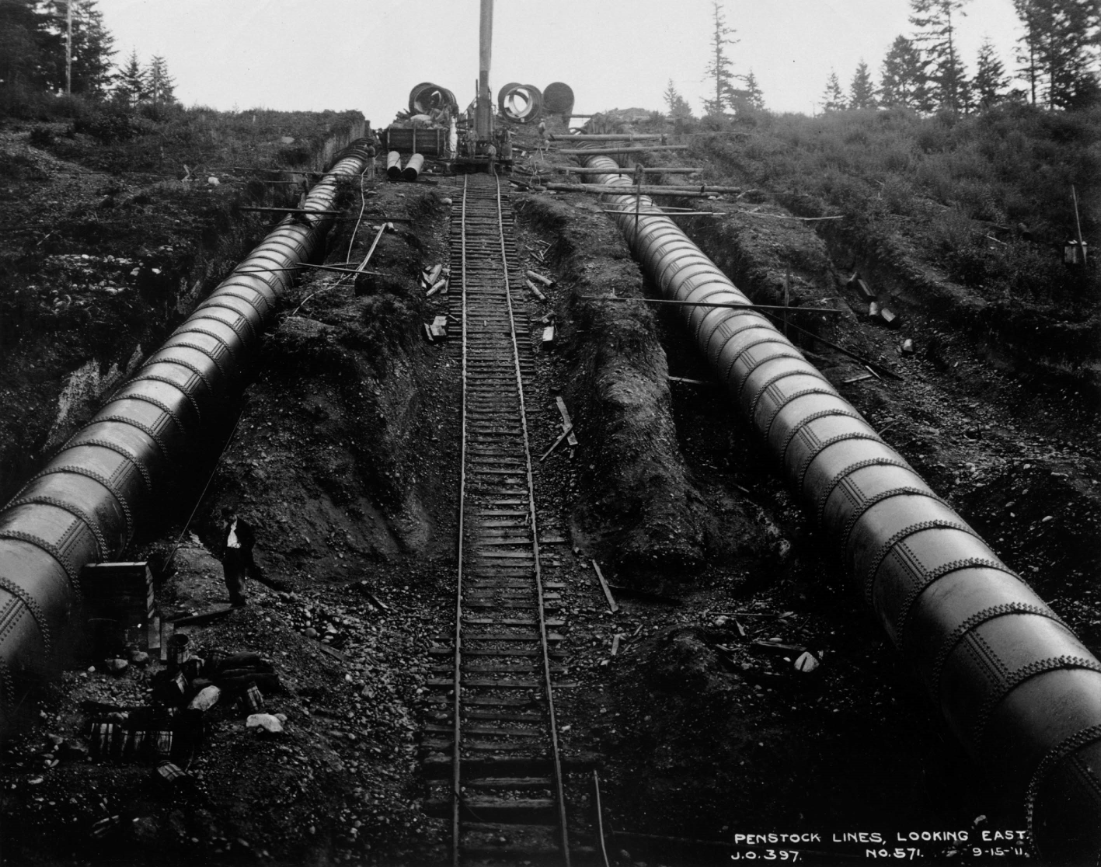 PENSTOCK LINES, LOOKING EAST.
J.O.397. NO.571. 9-15-'11.